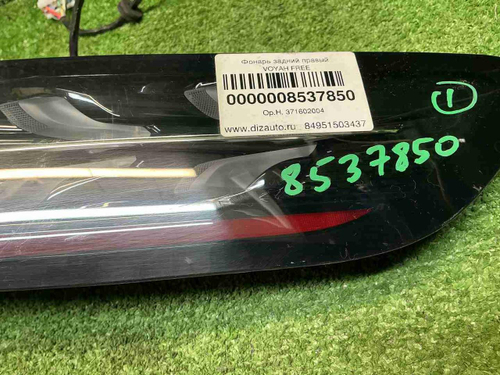 Фонарь задний правый
VOYAH FREE
0000008537850
Ор.Н. 371602004
www.dizauto.ru 84951503437
1
8537850